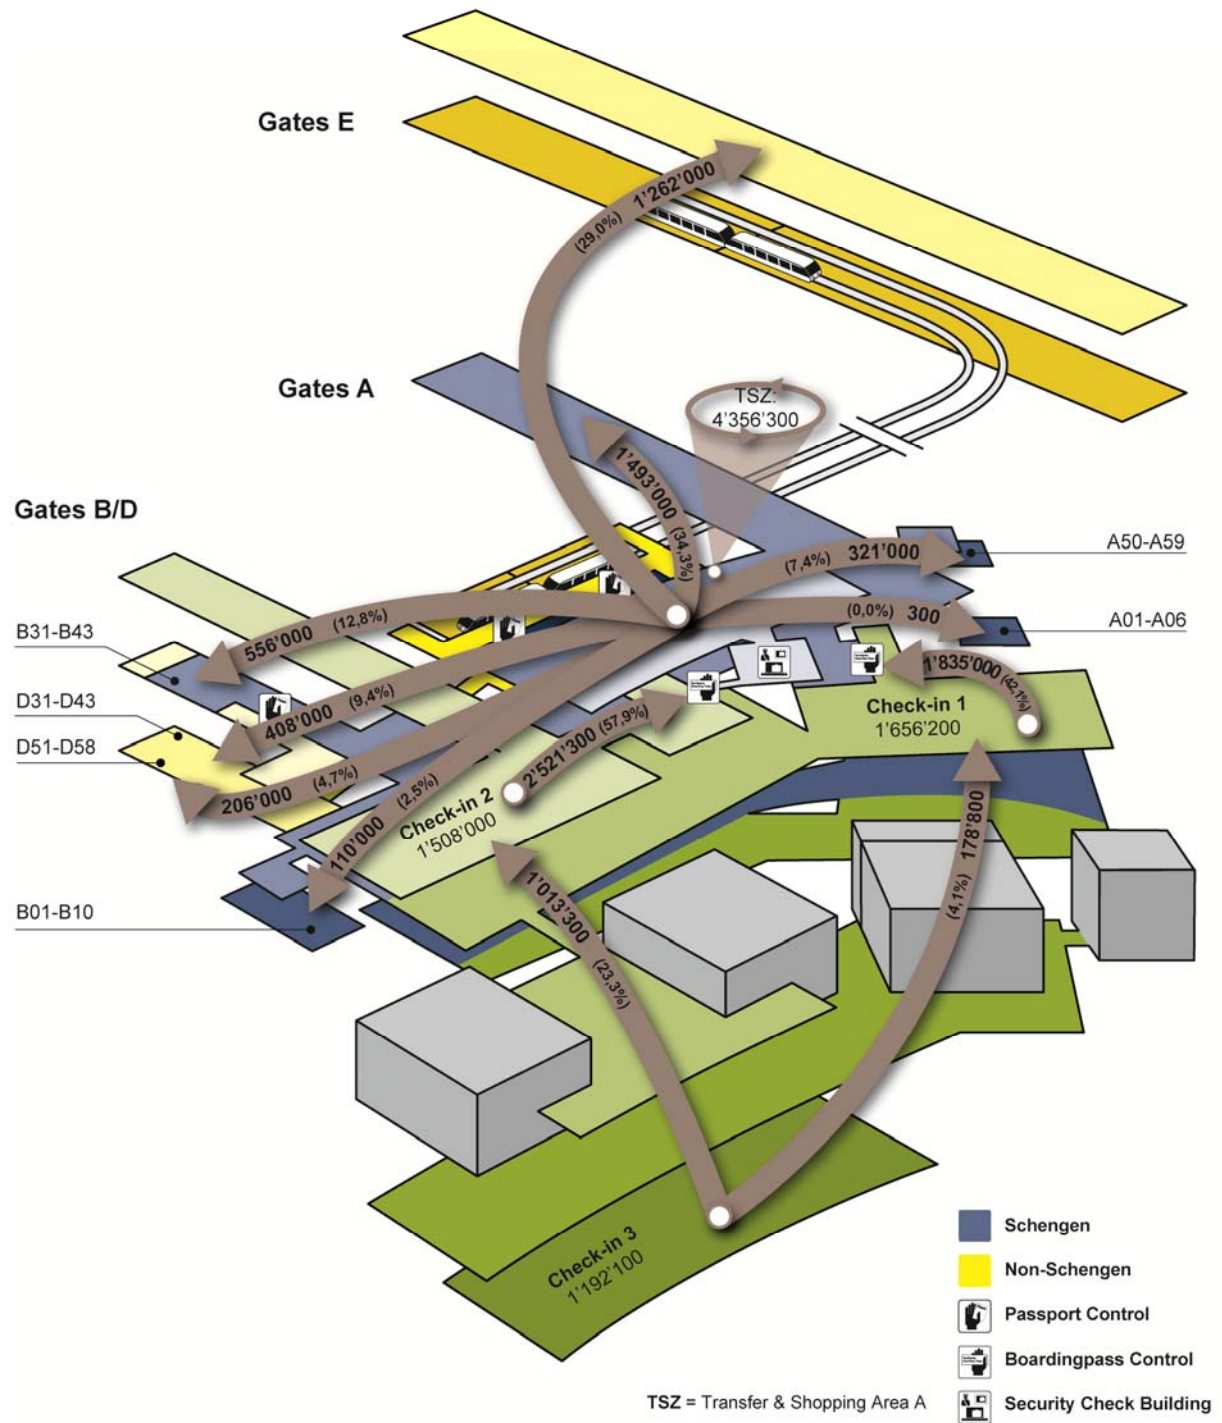 Gates E
1'262'000
(29,0%)
Gates A
TSZ:
4'356'300
1'493'000
(34,3%)
Gates B/D
321'000
(7,4%)
A50-A59
300
(0,0%)
A01-A06
B31-B43
556'000
(12,8%)
D31-D43
408'000
(9,4%)
D51-D58
206'000
(4,7%)
110'000
(2,5%)
B01-B10
1'835'000
(42,1%)
Check-in 1
1'656'200
2'521'300 (57,9%)
Check-in 2
1'508'000
178'800
(4,1%)
1'013'300
(23,3%)
Check-in 3
1'192'100
Schengen
Non-Schengen
Passport Control
Boardingpass Control
Security Check Building
TSZ = Transfer & Shopping Area A